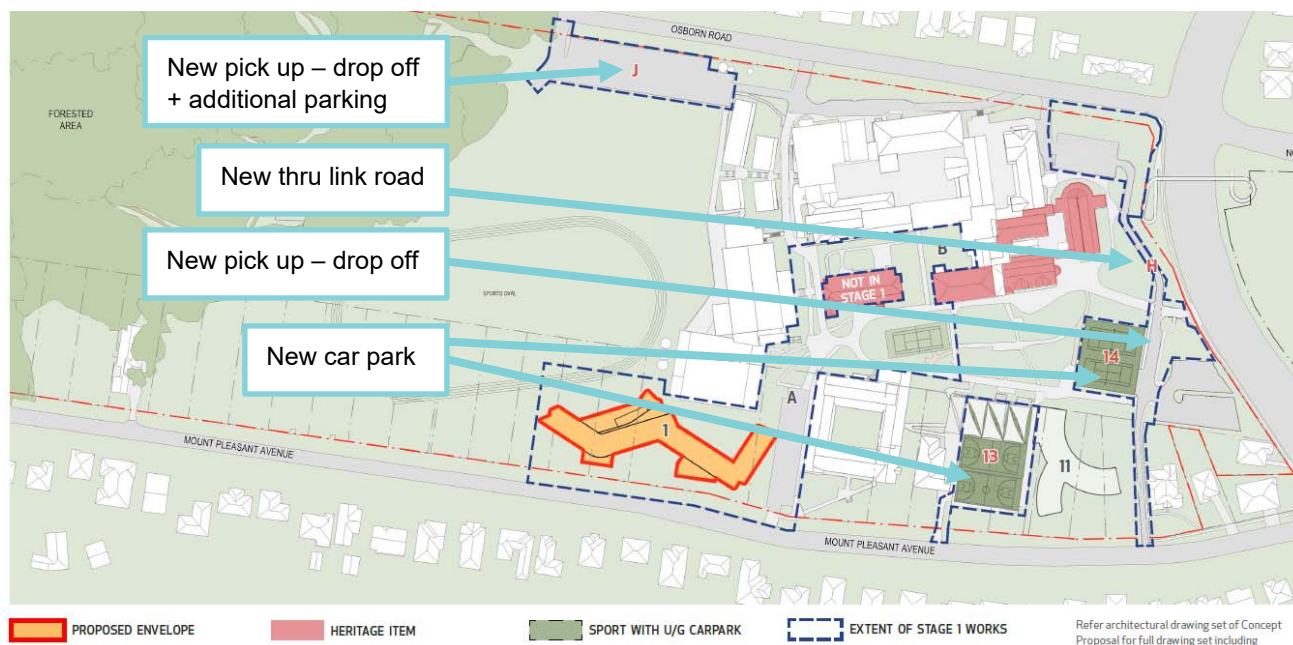 OSBORN ROAD
New pick up – drop off
+ additional parking
J
FORESTED
AREA
NO
New thru link road
B
H
NOT IN
STAGE 1
New pick up – drop off
SPORTS OVAL
14
New car park
A
1
13
11
MOUNT PLEASANT AVENUE
MOUNT PLEASANT AVENUE
PROPOSED ENVELOPE
HERITAGE ITEM
SPORT WITH U/G CARPARK
EXTENT OF STAGE 1 WORKS
Refer architectural drawing set of Concept
Proposal for full drawing set including